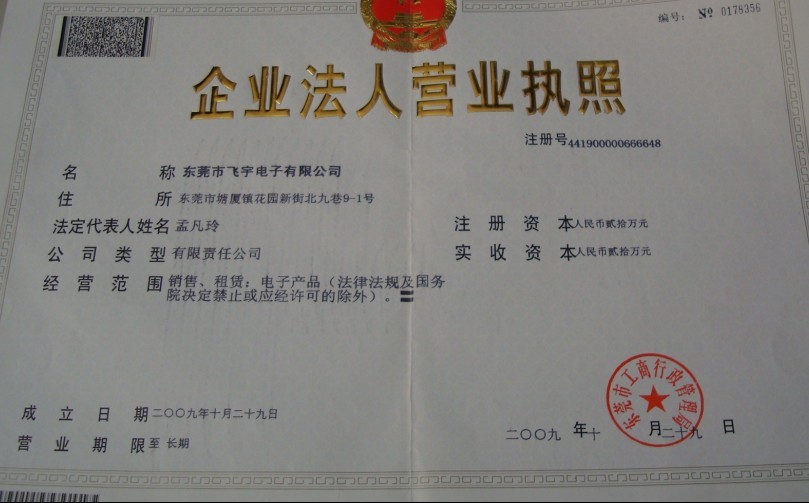 编号: Nº 0178356
企业法人营业执照
注册号441900000666648
名 称 东莞市飞宇电子有限公司
住 所 东莞市塘厦镇花园新街北九巷9-1号
法定代表人姓名 孟凡玲
注 册 资 本 人民币贰拾万元
公 司 类 型 有限责任公司
实 收 资 本 人民币贰拾万元
经 营 范 围 销售、租赁：电子产品（法律法规及国务
院决定禁止或应经许可的除外）。
东莞市工商行政管理局
成 立 日 期 二〇〇九年十月二十九日
二〇〇九 年十 月二十九 日
营 业 期 限 至 长期